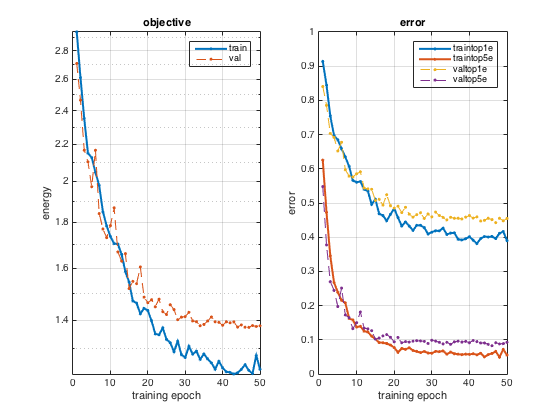 objective
train
val
2.8
2.6
2.4
2.2
2
1.8
1.6
1.4
energy
0
10
20
30
40
50
training epoch
error
traintop1e
traintop5e
valtop1e
valtop5e
1
0.9
0.8
0.7
0.6
0.5
0.4
0.3
0.2
0.1
0
error
0
10
20
30
40
50
training epoch